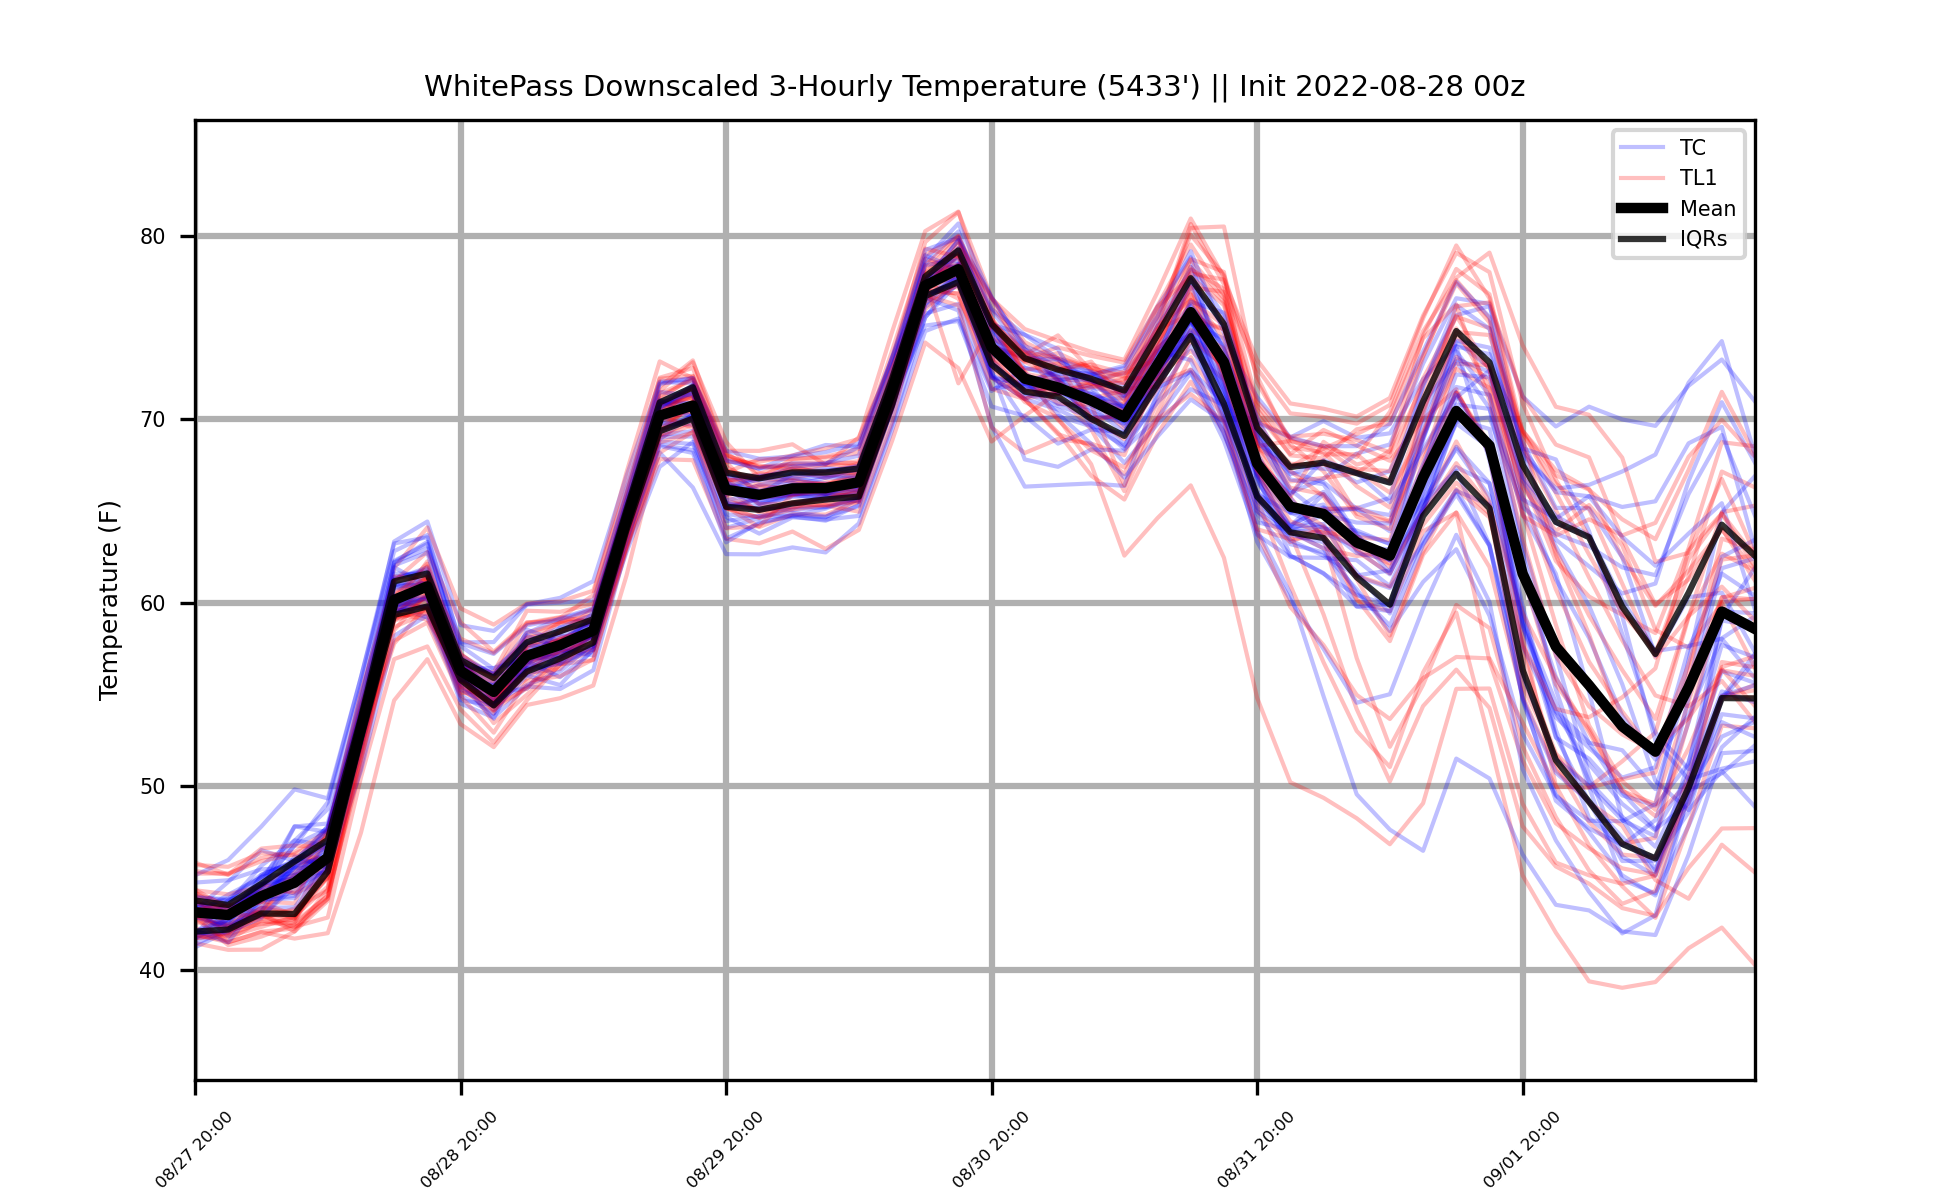 WhitePass Downscaled 3-Hourly Temperature (5433') || Init 2022-08-28 00z
TC
TL1
Mean
IQRs
Temperature (F)
80
70
60
50
40
08/27 20:00
08/28 20:00
08/29 20:00
08/30 20:00
08/31 20:00
09/01 20:00